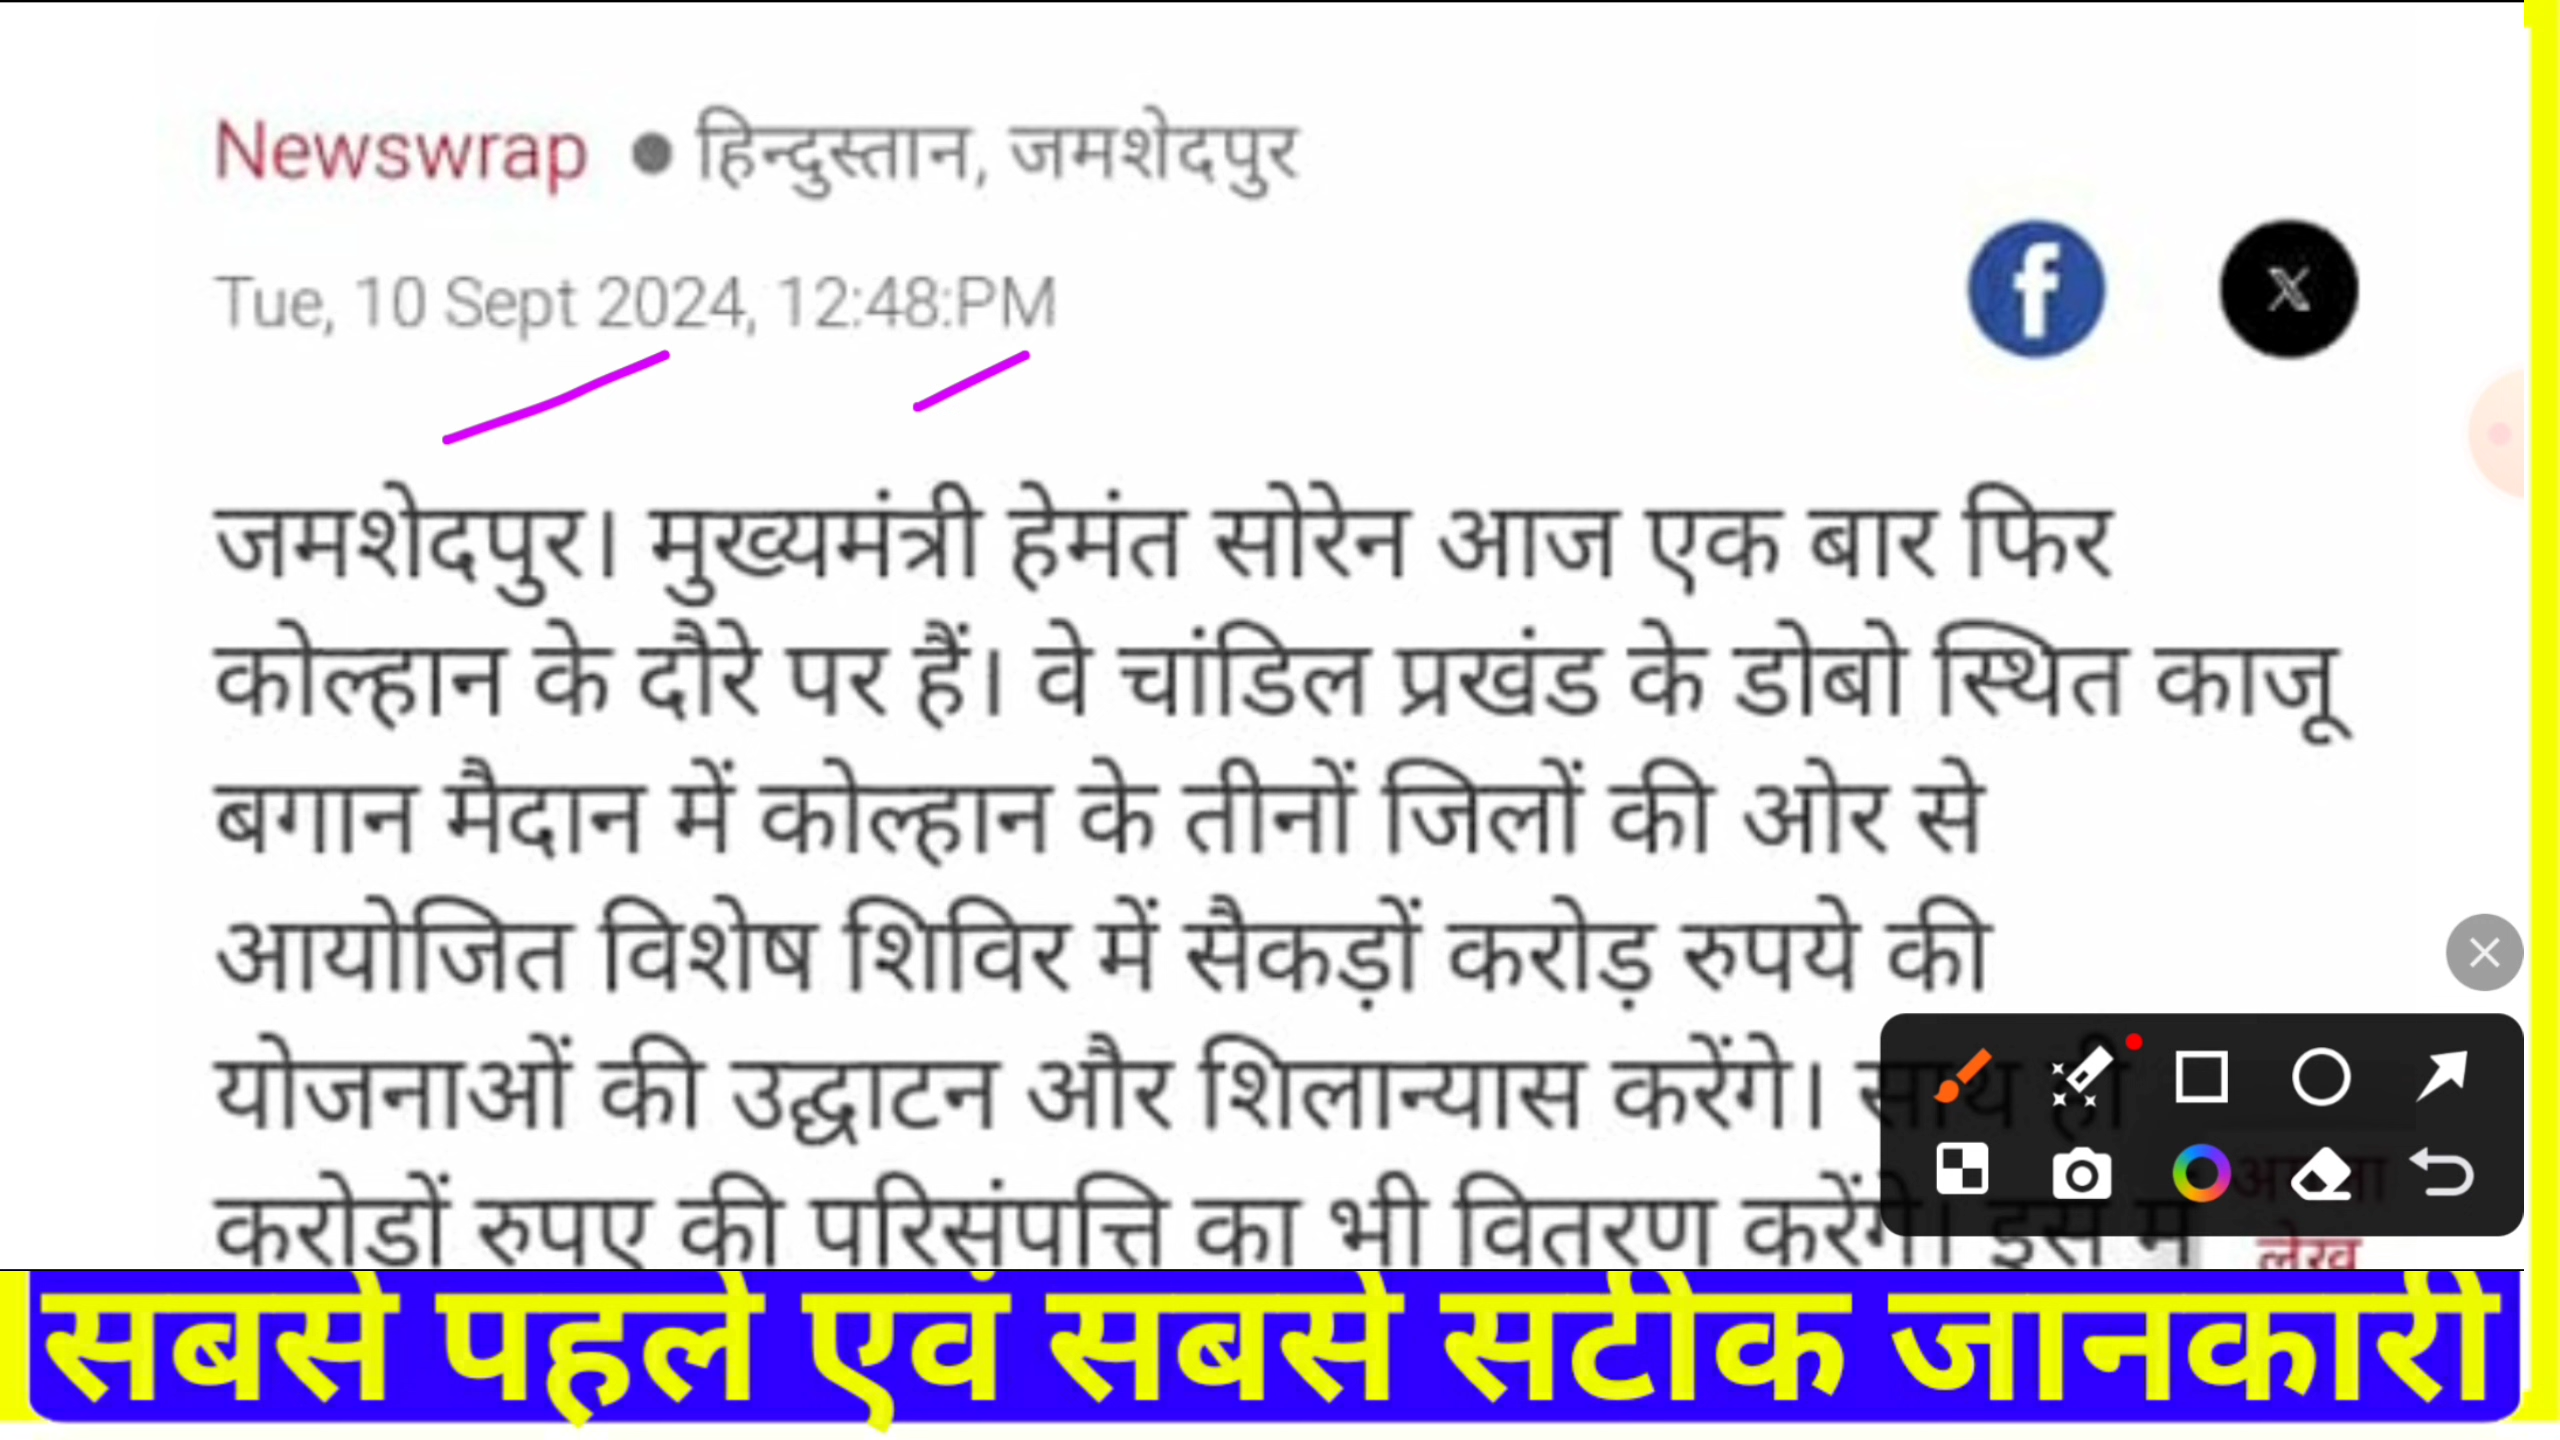 Newswrap ● हिन्दुस्तान, जमशेदपुर
Tue, 10 Sept 2024, 12:48:PM
जमशेदपुर। मुख्यमंत्री हेमंत सोरेन आज एक बार फिर
कोल्हान के दौरे पर हैं। वे चांडिल प्रखंड के डोबो स्थित काजू
बगान मैदान में कोल्हान के तीनों जिलों की ओर से
आयोजित विशेष शिविर में सैकड़ों करोड़ रुपये की
योजनाओं की उद्घाटन और शिलान्यास करेंगे। साथ ही
करोडों रुपए की परिसंपत्ति का भी वितरण करेंगे। इस म
लेख
सबसे पहले एवं सबसे सटीक जानकारी